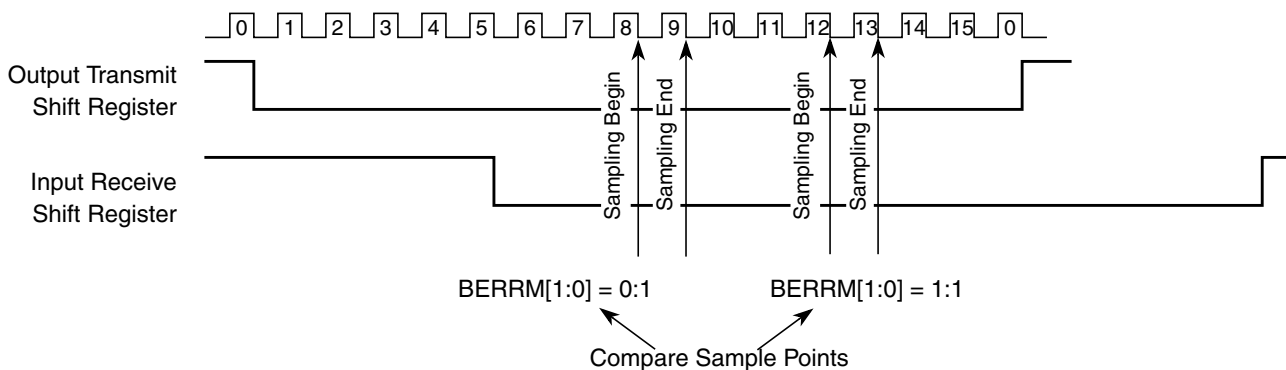 0 1 2 3 4 5 6 7 8 9 10 11 12 13 14 15 0
Output Transmit
Shift Register
Input Receive
Shift Register
Sampling Begin
Sampling End
Sampling Begin
Sampling End
BERRM[1:0] = 0:1
BERRM[1:0] = 1:1
Compare Sample Points